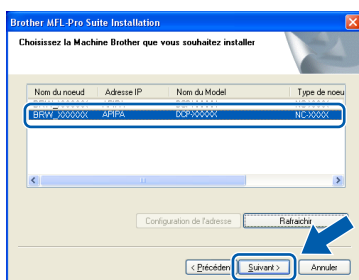 Brother MFL-Pro Suite Installation
Choisissez la Machine Brother que vous souhaitez installer
Nom du noeud Adresse IP Nom du Model Type de noeu
BRW_XXXXXX APIPA DCP-XXXXX NC-XXXX
Configuration de l'adresse Rafraichir
< Précéden Suivant > Annuler